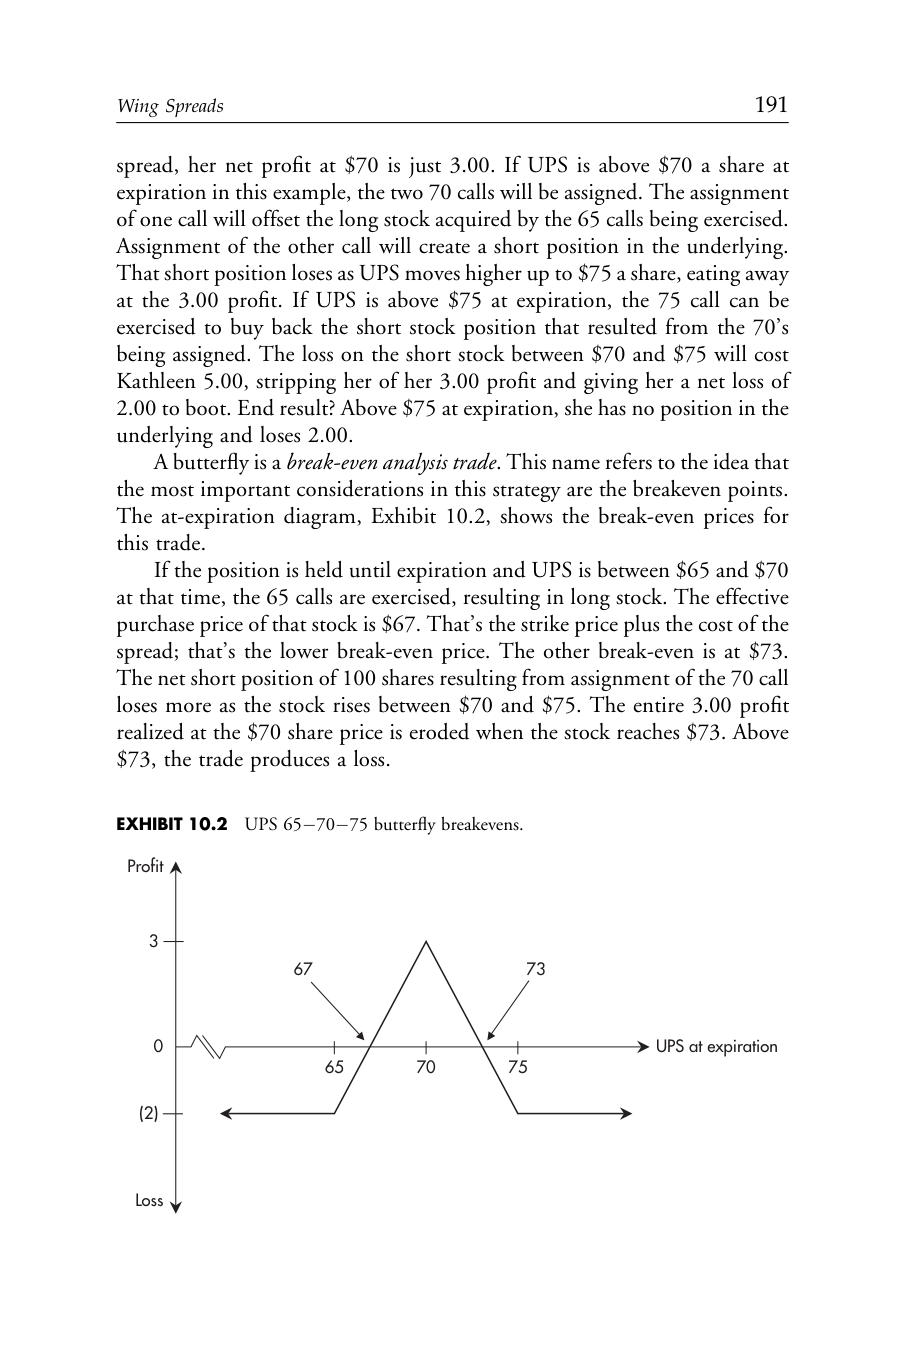 Wing Spreads 191
spread, her net profit at $70 is just 3.00. If UPS is above $70 a share at
expiration in this example, the two 70 calls will be assigned. The assignment
of one call will offset the long stock acquired by the 65 calls being exercised.
Assignment of the other call will create a short position in the underlying.
That short position loses as UPS moves higher up to $75 a share, eating away
at the 3.00 profit. If UPS is above $75 at expiration, the 75 call can be
exercised to buy back the short stock position that resulted from the 70’s
being assigned. The loss on the short stock between $70 and $75 will cost
Kathleen 5.00, stripping her of her 3.00 profit and giving her a net loss of
2.00 to boot. End result? Above $75 at expiration, she has no position in the
underlying and loses 2.00.
A butterfly is a break-even analysis trade. This name refers to the idea that
the most important considerations in this strategy are the breakeven points.
The at-expiration diagram, Exhibit 10.2, shows the break-even prices for
this trade.
If the position is held until expiration and UPS is between $65 and $70
at that time, the 65 calls are exercised, resulting in long stock. The effective
purchase price of that stock is $67. That’s the strike price plus the cost of the
spread; that’s the lower break-even price. The other break-even is at $73.
The net short position of 100 shares resulting from assignment of the 70 call
loses more as the stock rises between $70 and $75. The entire 3.00 profit
realized at the $70 share price is eroded when the stock reaches $73. Above
$73, the trade produces a loss.
EXHIBIT 10.2 UPS 65–70–75 butterfly breakevens.
Profit
3
67 73
0 UPS at expiration
65 70 75
(2)
Loss